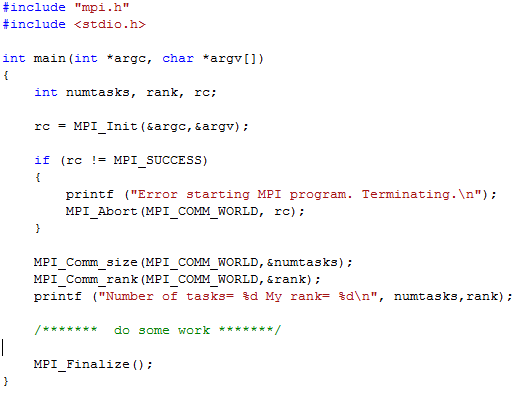 #include "mpi.h"
#include <stdio.h>
int main(int *argc, char *argv[])
{
int numtasks, rank, rc;
rc = MPI_Init(&argc,&argv);
if (rc != MPI_SUCCESS)
{
printf ("Error starting MPI program. Terminating.\n");
MPI_Abort(MPI_COMM_WORLD, rc);
}
MPI_Comm_size(MPI_COMM_WORLD,&numtasks);
MPI_Comm_rank(MPI_COMM_WORLD,&rank);
printf ("Number of tasks= %d My rank= %d\n", numtasks,rank);
/******* do some work *******/
MPI_Finalize();
}